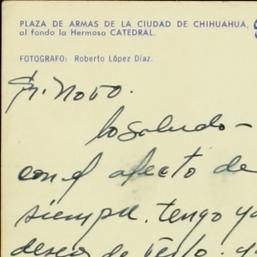 PLAZA DE ARMAS DE LA CIUDAD DE CHIHUAHUA,
al fondo la Hermosa CATEDRAL.
FOTOGRAFO: Roberto López Díaz.
Sr. Novo.
lo saludo-
con el afecto de
siempre. tengo ya
deseos de verlo. y